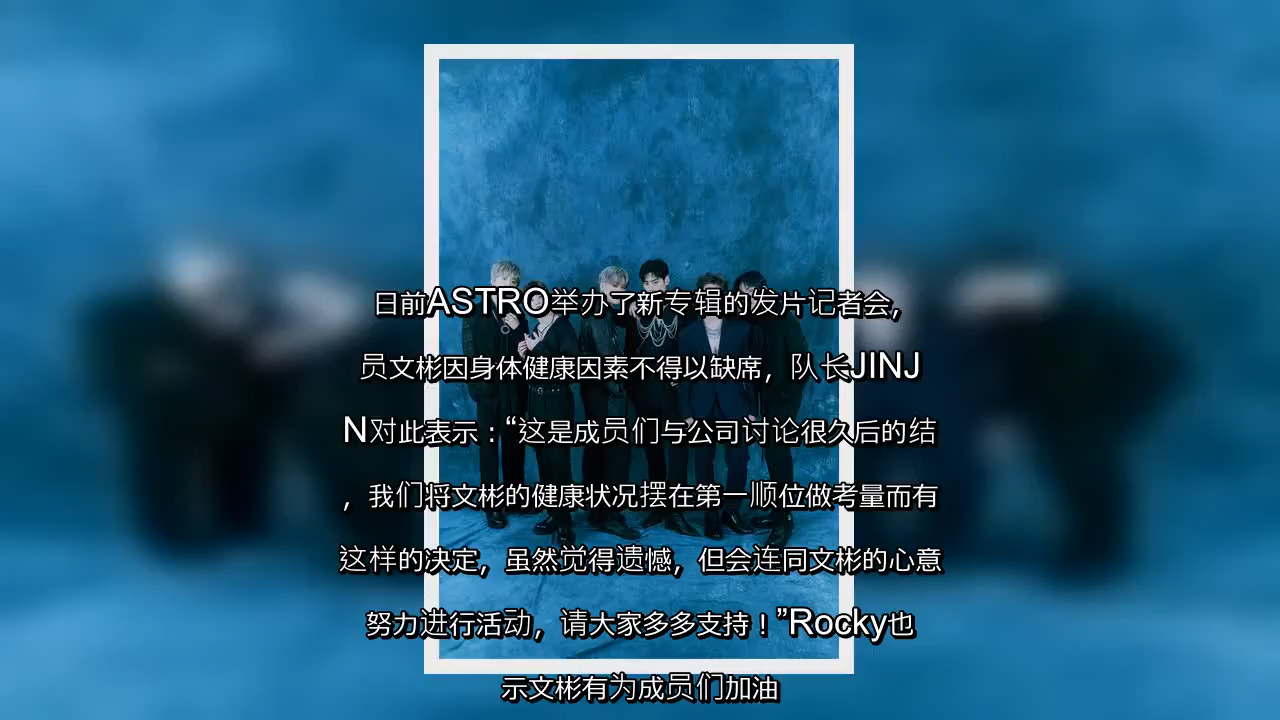 日前ASTRO举办了新专辑的发片记者会，
员文彬因身体健康因素不得以缺席，队长JINJ
N对此表示：“这是成员们与公司讨论很久后的结
，我们将文彬的健康状况摆在第一顺位做考量而有
这样的决定，虽然觉得遗憾，但会连同文彬的心意
努力进行活动，请大家多多支持！”Rocky也
示文彬有为成员们加油